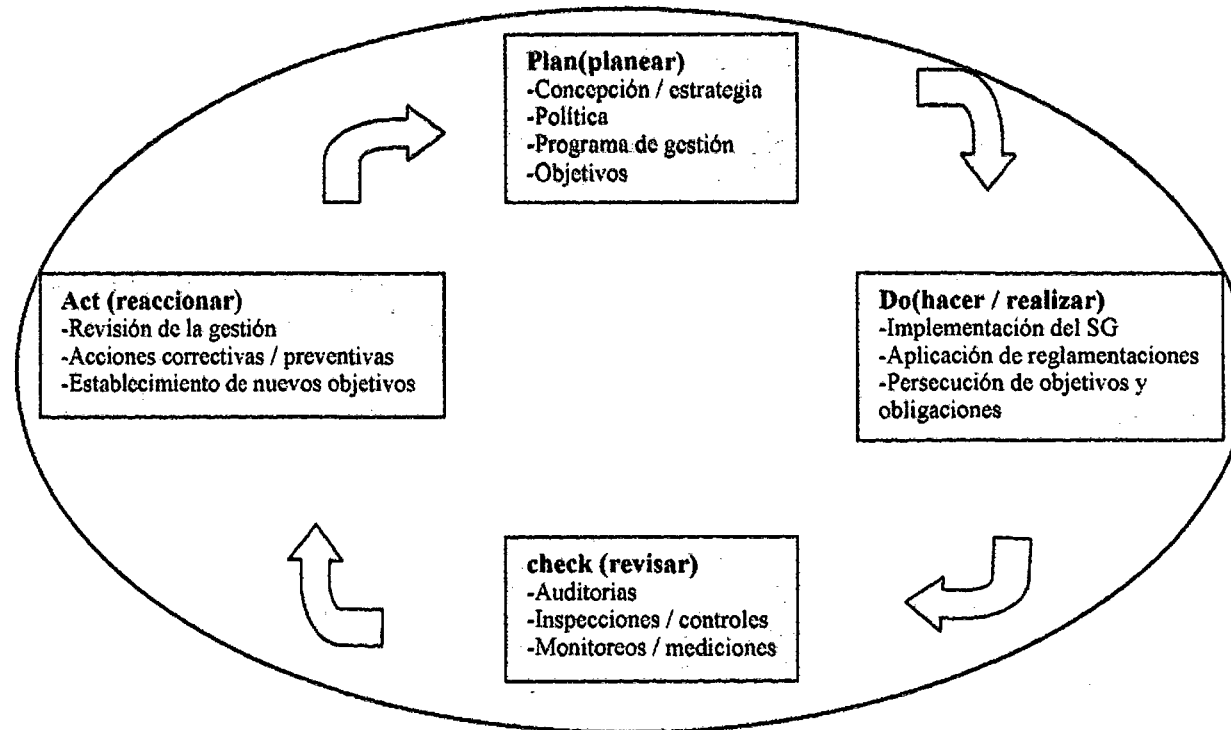 Plan(planear)
-Concepción / estrategia
-Política
-Programa de gestión
-Objetivos
Do(hacer / realizar)
-Implementación del SG
-Aplicación de reglamentaciones
-Persecución de objetivos y
obligaciones
check (revisar)
-Auditorias
-Inspecciones / controles
-Monitoreos / mediciones
Act (reaccionar)
-Revisión de la gestión
-Acciones correctivas / preventivas
-Establecimiento de nuevos objetivos